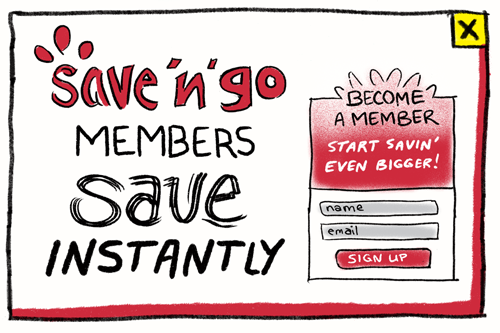 X
save 'n' go
MEMBERS
save
INSTANTLY
BECOME
A MEMBER
START SAVIN'
EVEN BIGGER!
name
email
SIGN UP